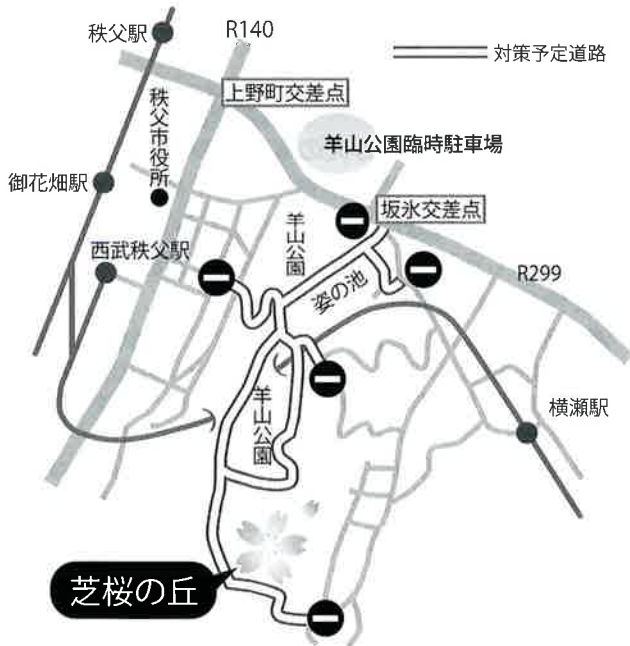 秩父駅
R140
対策予定道路
上野町交差点
秩父市役所
羊山公園臨時駐車場
御花畑駅
坂氷交差点
羊山公園
西武秩父駅
姿の池
R299
羊山公園
横瀬駅
芝桜の丘